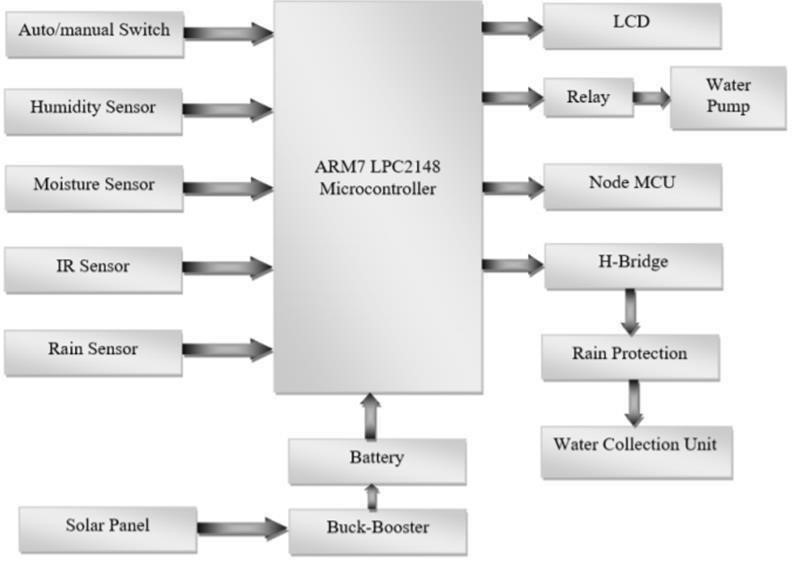 Auto/manual Switch
Humidity Sensor
Moisture Sensor
IR Sensor
Rain Sensor
ARM7 LPC2148
Microcontroller
LCD
Relay
Water
Pump
Node MCU
H-Bridge
Rain Protection
Water Collection Unit
Battery
Solar Panel
Buck-Booster